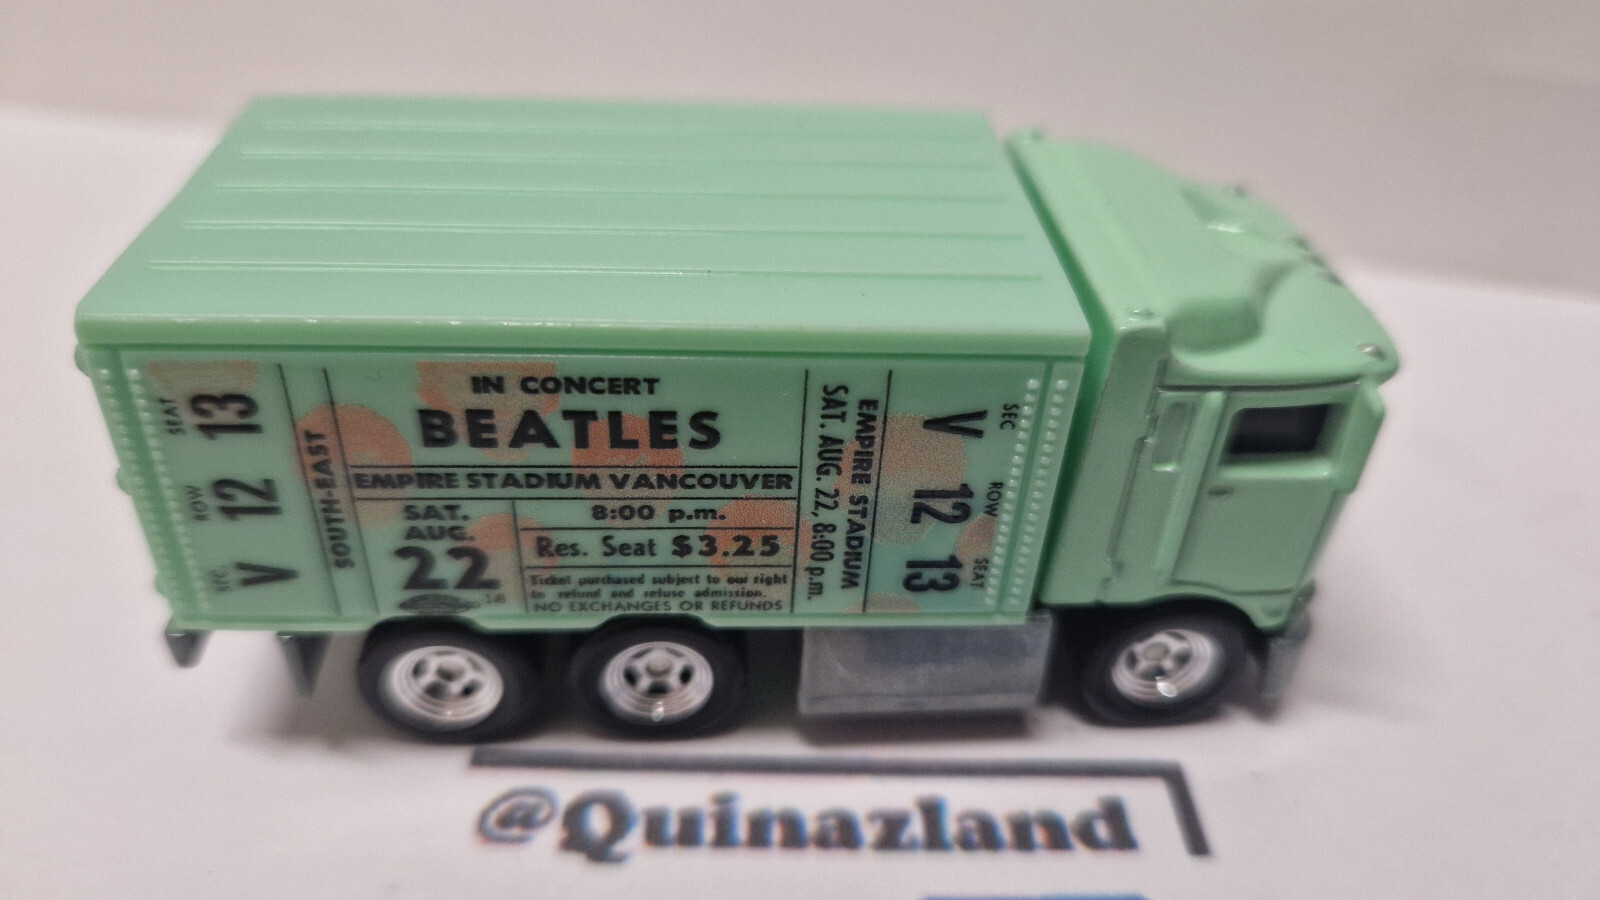 SEAT 13
ROW 12
SEC. V
SOUTH-EAST
IN CONCERT
BEATLES
EMPIRE STADIUM VANCOUVER
SAT.
AUG.
22
8:00 p.m.
Res. Seat $3.25
Ticket purchased subject to our right
to refund and refuse admission.
NO EXCHANGES OR REFUNDS
18
EMPIRE STADIUM
SAT. AUG. 22, 8:00 p.m.
SEC V
ROW 12
SEAT 13
@Quinazland